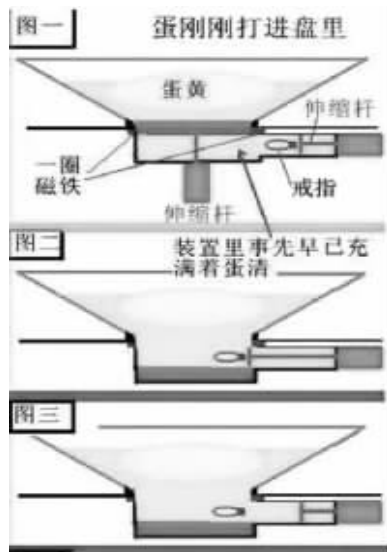 图一
蛋刚刚打进盘里
蛋黄
伸缩杆
一圈
磁铁
戒指
伸缩杆
装置里事先早已充
满着蛋清
图二
图三